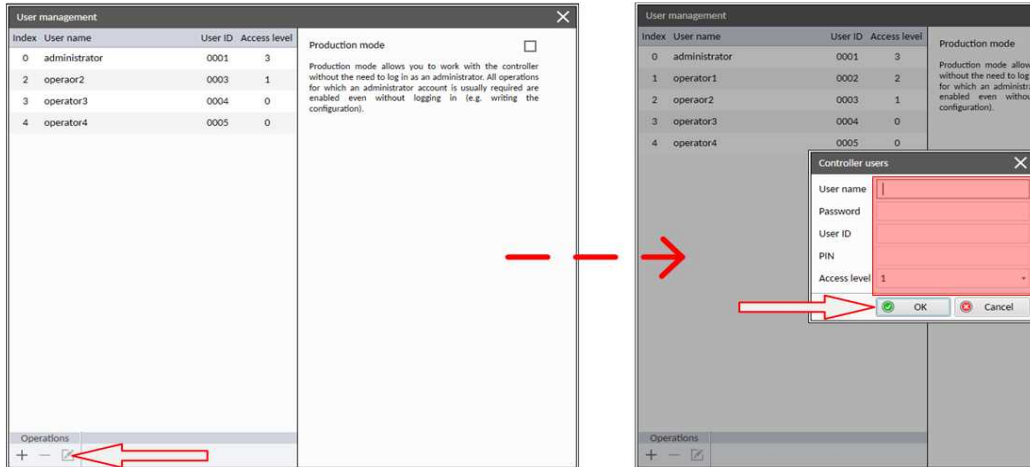 User management
Index User name User ID Access level
0 administrator 0001 3
2 operaor2 0003 1
3 operator3 0004 0
4 operator4 0005 0
Production mode
Production mode allows you to work with the controller
without the need to log in as an administrator. All operations
for which an administrator account is usually required are
enabled even without logging in (e.g. writing the
configuration).
Operations
User management
Index User name User ID Access level
0 administrator 0001 3
1 operator1 0002 2
2 operaor2 0003 1
3 operator3 0004 0
4 operator4 0005 0
Production mode
Production mode allow
without the need to log
for which an administra
enabled even withou
configuration).
Controller users
User name
Password
User ID
PIN
Access level 1
OK Cancel
Operations